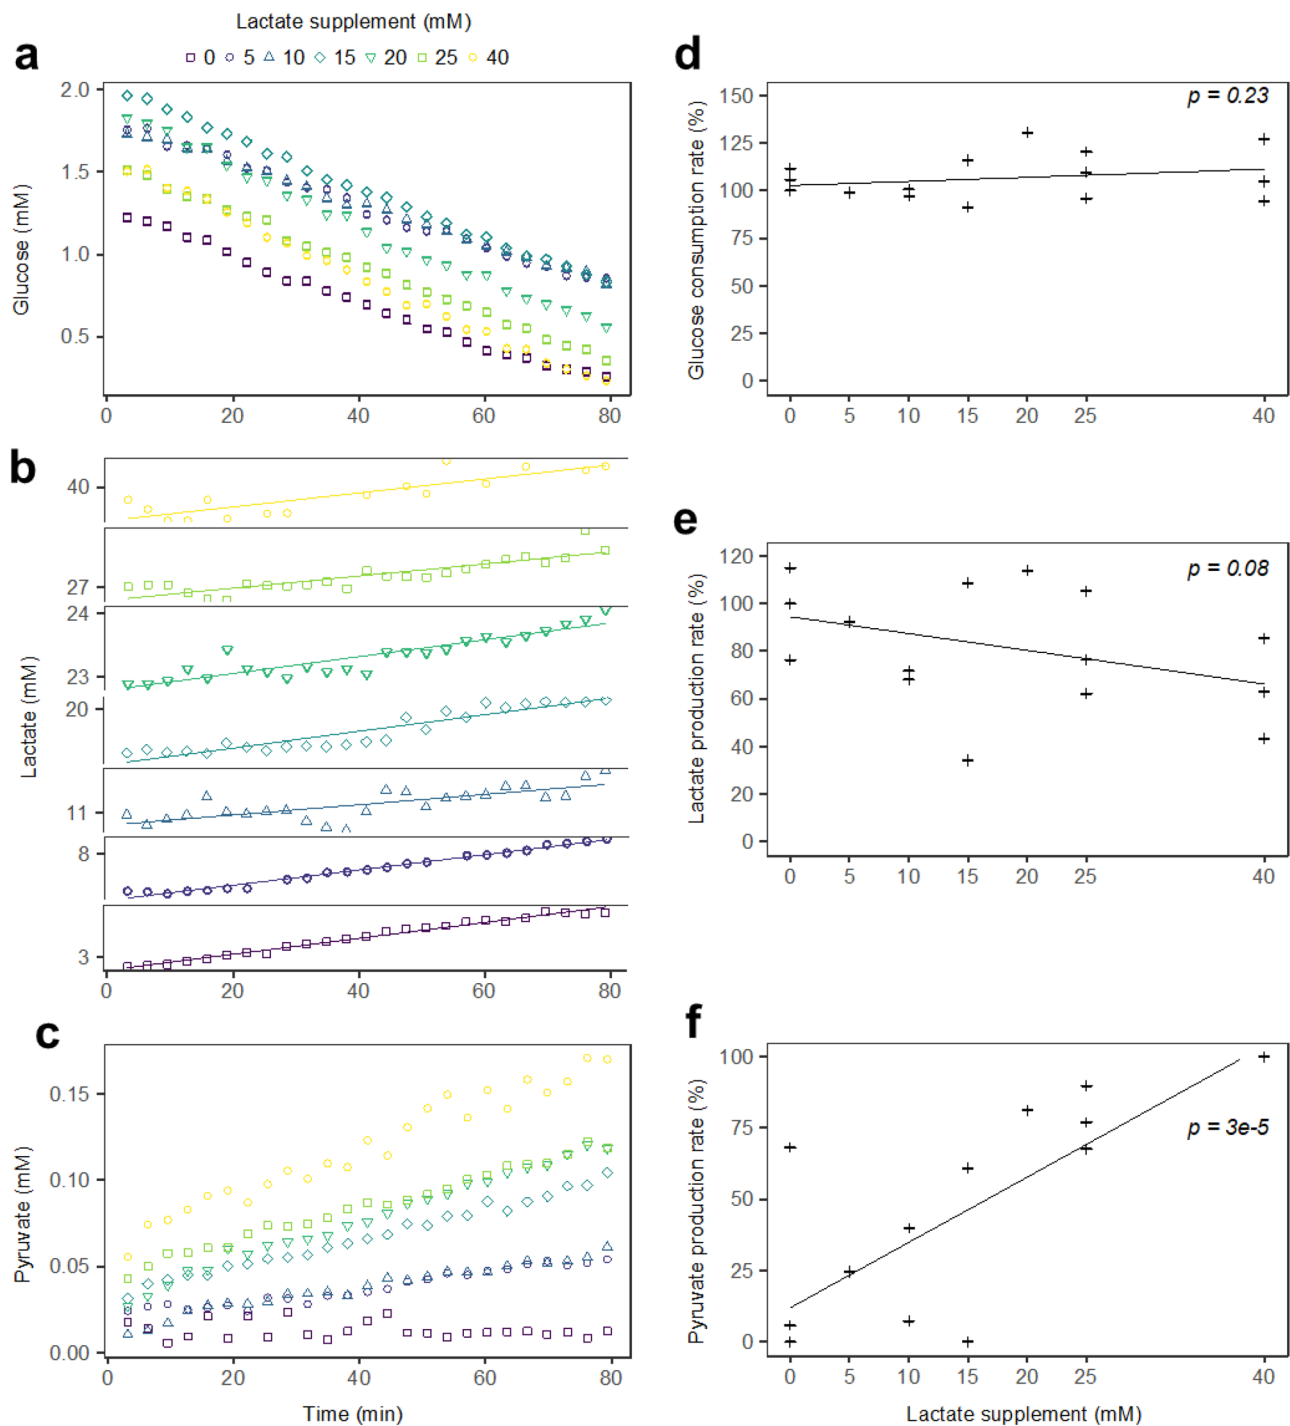 Lactate supplement (mM)
0 5 10 15 20 25 40
a
2.0
1.5
1.0
0.5
Glucose (mM)
0 20 40 60 80
b
40
27
24
23
20
11
8
3
Lactate (mM)
0 20 40 60 80
c
0.15
0.10
0.05
0.00
Pyruvate (mM)
0 20 40 60 80
Time (min)
d
150
125
100
75
50
25
0
Glucose consumption rate (%)
p = 0.23
0 5 10 15 20 25 40
e
120
100
80
60
40
20
0
Lactate production rate (%)
p = 0.08
0 5 10 15 20 25 40
f
100
75
50
25
0
Pyruvate production rate (%)
p = 3e-5
0 5 10 15 20 25 40
Lactate supplement (mM)